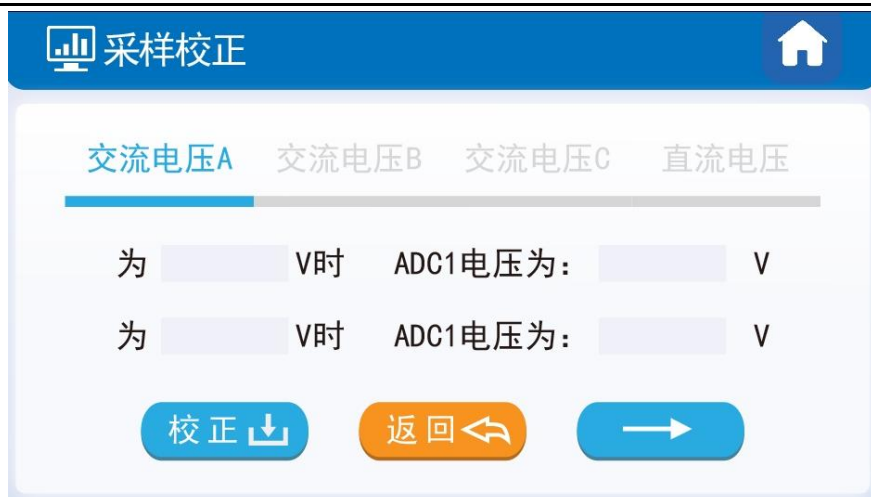 采样校正
交流电压A 交流电压B 交流电压C 直流电压
为 V时 ADC1电压为: V
为 V时 ADC1电压为: V
校正 返回